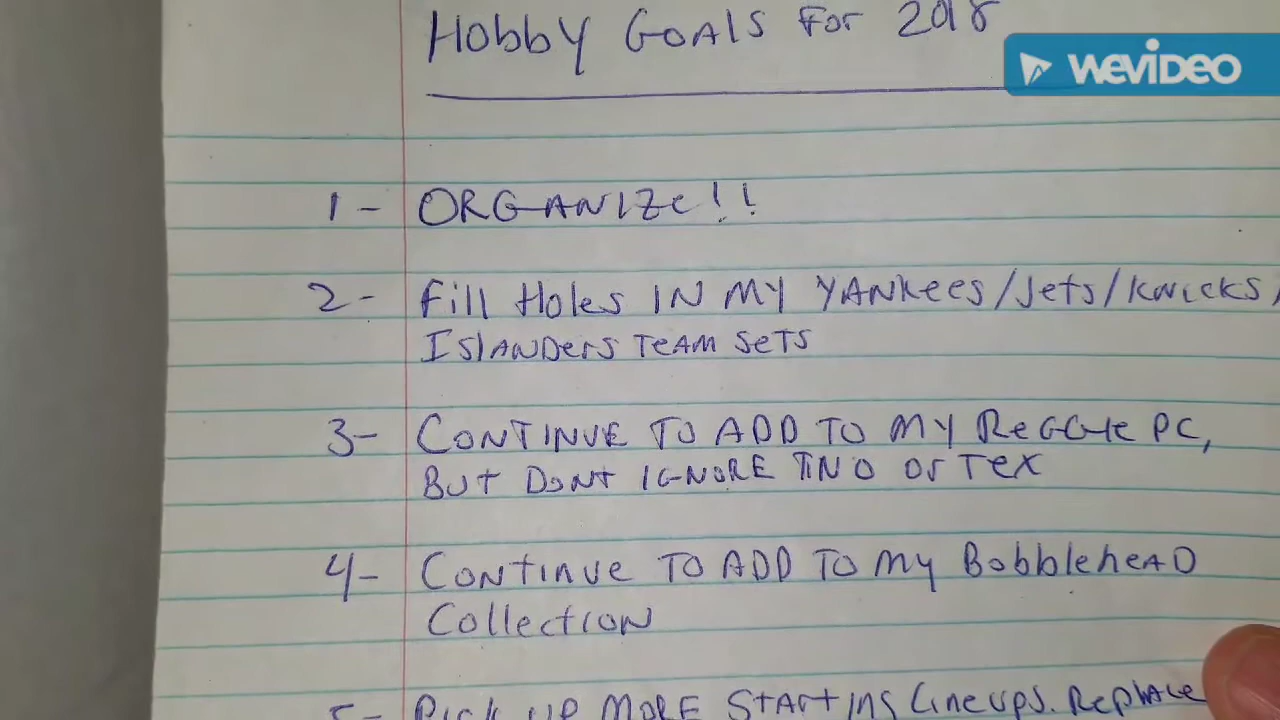 Hobby GOAlS For 2018
WEVIDEO
1- ORGANIZe!!
2- Fill Holes IN MY YANkees/Jets/KNicks/
IslANDers TEAM SeTS
3- CONTINUE TO ADD TO MY ReGGIE PC,
BUt DoNt IGNORE TINO or Tex
4- CONTINUE TO ADD TO My BobbleheAD
CollectION
5- PICK UP MORE StArtING LINeUPS. RePlAce